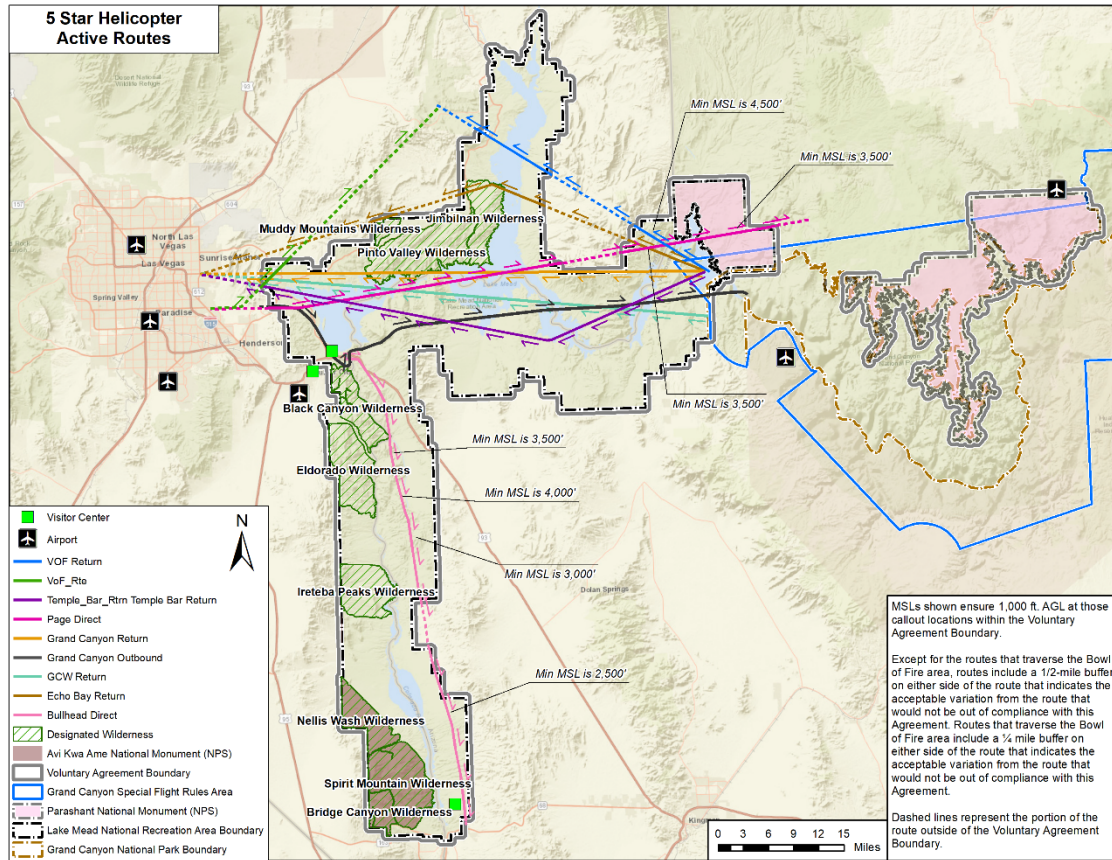 5 Star Helicopter
Active Routes
Desert National
Wildlife Range
93
15
157
604
North Las
Vegas
Las Vegas
Sunrise Manor
Spring Valley
Paradise
612
215
Henderson
Muddy Mountains Wilderness
Jimbilnan Wilderness
Pinto Valley Wilderness
Min MSL is 4,500'
Min MSL is 3,500'
Min MSL is 3,500'
Black Canyon Wilderness
Min MSL is 3,500'
Eldorado Wilderness
Min MSL is 4,000'
Min MSL is 3,000'
Ireteba Peaks Wilderness
Dolan Springs
93
95
Min MSL is 2,500'
Nellis Wash Wilderness
Spirit Mountain Wilderness
Bridge Canyon Wilderness
Kingman
N
Visitor Center
Airport
VOF Return
VoF_Rte
Temple_Bar_Rtrn Temple Bar Return
Page Direct
Grand Canyon Return
Grand Canyon Outbound
GCW Return
Echo Bay Return
Bullhead Direct
Designated Wilderness
Avi Kwa Ame National Monument (NPS)
Voluntary Agreement Boundary
Grand Canyon Special Flight Rules Area
Parashant National Monument (NPS)
Lake Mead National Recreation Area Boundary
Grand Canyon National Park Boundary
0 3 6 9 12 15
Miles
MSLs shown ensure 1,000 ft. AGL at those
callout locations within the Voluntary
Agreement Boundary.
Except for the routes that traverse the Bowl
of Fire area, routes include a 1/2-mile buffer
on either side of the route that indicates the
acceptable variation from the route that
would not be out of compliance with this
Agreement. Routes that traverse the Bowl
of Fire area include a ¼ mile buffer on
either side of the route that indicates the
acceptable variation from the route that
would not be out of compliance with this
Agreement.
Dashed lines represent the portion of the
route outside of the Voluntary Agreement
Boundary.